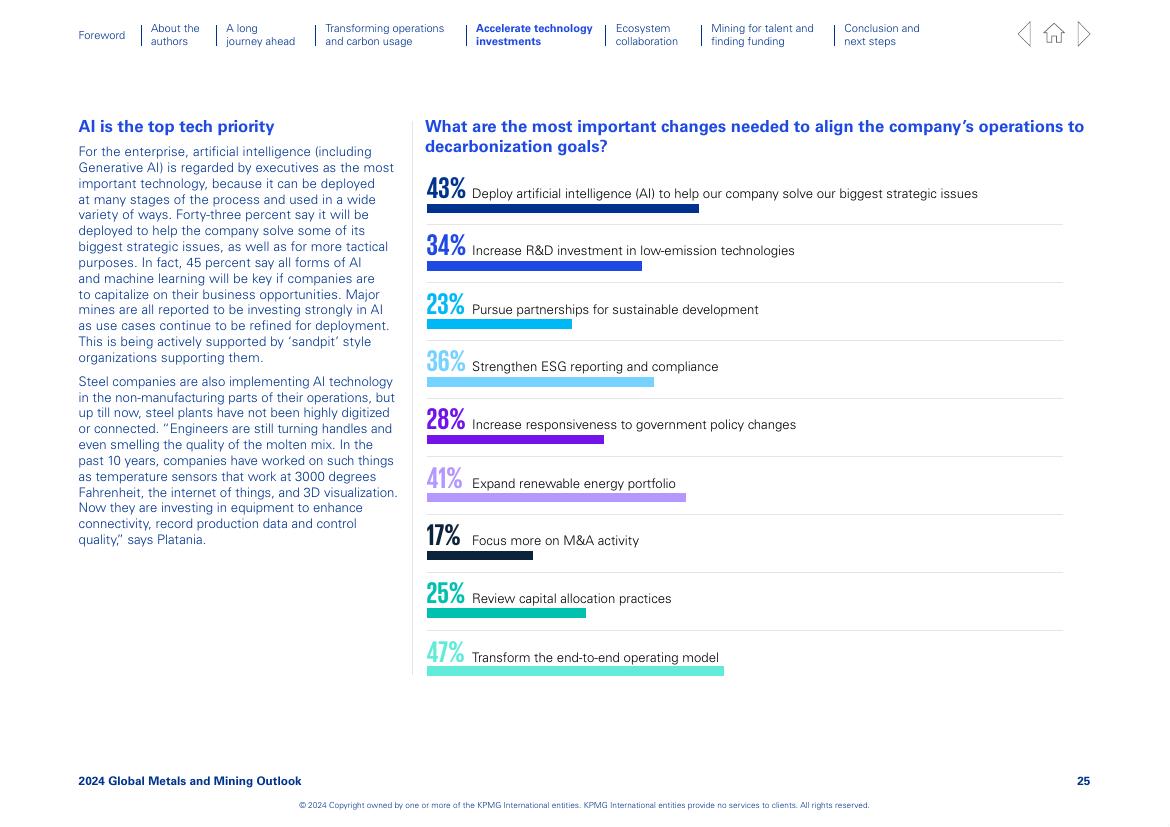 Foreword
About the
authors
A long
journey ahead
Transforming operations
and carbon usage
Accelerate technology
investments
Ecosystem
collaboration
Mining for talent and
finding funding
Conclusion and
next steps
AI is the top tech priority
For the enterprise, artificial intelligence (including
Generative AI) is regarded by executives as the most
important technology, because it can be deployed
at many stages of the process and used in a wide
variety of ways. Forty-three percent say it will be
deployed to help the company solve some of its
biggest strategic issues, as well as for more tactical
purposes. In fact, 45 percent say all forms of AI
and machine learning will be key if companies are
to capitalize on their business opportunities. Major
mines are all reported to be investing strongly in AI
as use cases continue to be refined for deployment.
This is being actively supported by ‘sandpit’ style
organizations supporting them.
Steel companies are also implementing AI technology
in the non-manufacturing parts of their operations, but
up till now, steel plants have not been highly digitized
or connected. “Engineers are still turning handles and
even smelling the quality of the molten mix. In the
past 10 years, companies have worked on such things
as temperature sensors that work at 3000 degrees
Fahrenheit, the internet of things, and 3D visualization.
Now they are investing in equipment to enhance
connectivity, record production data and control
quality,” says Platania.
What are the most important changes needed to align the company’s operations to
decarbonization goals?
43% Deploy artificial intelligence (AI) to help our company solve our biggest strategic issues
34% Increase R&D investment in low-emission technologies
23% Pursue partnerships for sustainable development
36% Strengthen ESG reporting and compliance
28% Increase responsiveness to government policy changes
41% Expand renewable energy portfolio
17% Focus more on M&A activity
25% Review capital allocation practices
47% Transform the end-to-end operating model
2024 Global Metals and Mining Outlook
25
© 2024 Copyright owned by one or more of the KPMG International entities. KPMG International entities provide no services to clients. All rights reserved.